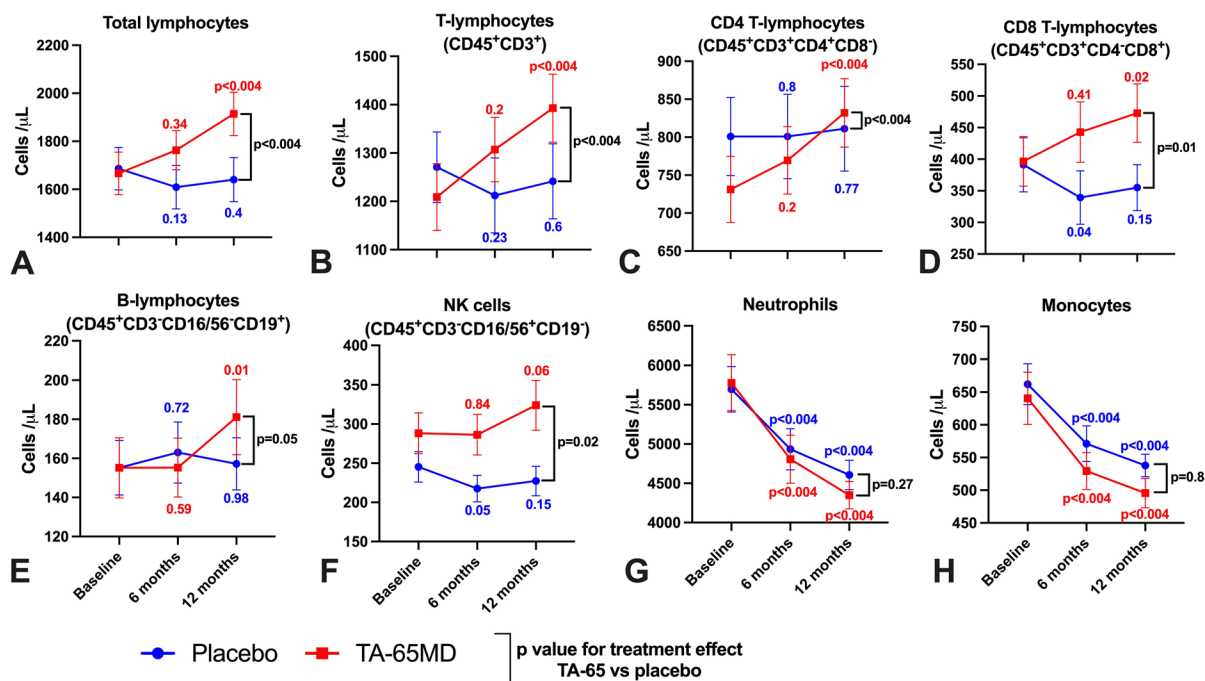 Total lymphocytes
2200
2000
1800
1600
1400
Cells /μL
p<0.004
0.34
p<0.004
0.13
0.4
A
T-lymphocytes
(CD45⁺CD3⁺)
1500
1400
1300
1200
1100
Cells /μL
p<0.004
0.2
p<0.004
0.23
0.6
B
CD4 T-lymphocytes
(CD45⁺CD3⁺CD4⁺CD8⁻)
900
800
700
600
Cells /μL
p<0.004
0.8
p<0.004
0.77
0.2
C
CD8 T-lymphocytes
(CD45⁺CD3⁺CD4⁻CD8⁺)
550
500
450
400
350
300
250
Cells /μL
0.02
0.41
p=0.01
0.15
0.04
D
B-lymphocytes
(CD45⁺CD3⁻CD16/56⁻CD19⁺)
220
200
180
160
140
120
Cells /μL
0.01
0.72
p=0.05
0.98
0.59
E
Baseline
6 months
12 months
NK cells
(CD45⁺CD3⁻CD16/56⁺CD19⁻)
400
350
300
250
200
150
Cells /μL
0.06
0.84
p=0.02
0.05
0.15
F
Baseline
6 months
12 months
Neutrophils
6500
6000
5500
5000
4500
4000
Cells /μL
p<0.004
p<0.004
p=0.27
p<0.004
p<0.004
G
Baseline
6 months
12 months
Monocytes
750
700
650
600
550
500
450
Cells /μL
p<0.004
p<0.004
p=0.8
p<0.004
p<0.004
H
Baseline
6 months
12 months
Placebo
TA-65MD
p value for treatment effect
TA-65 vs placebo